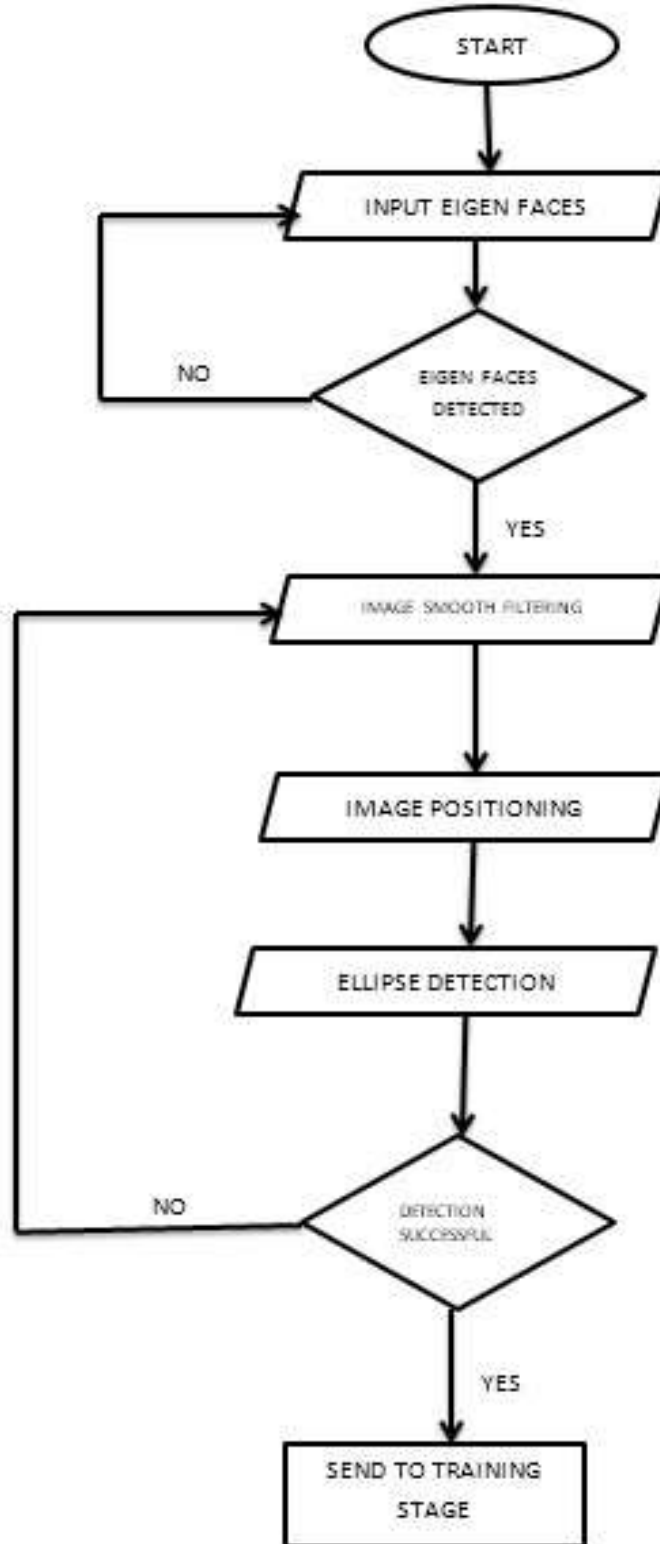 START
INPUT EIGEN FACES
NO
EIGEN FACES
DETECTED
YES
IMAGE SMOOTH FILTERING
IMAGE POSITIONING
ELLIPSE DETECTION
NO
DETECTION
SUCCESSFUL
YES
SEND TO TRAINING
STAGE